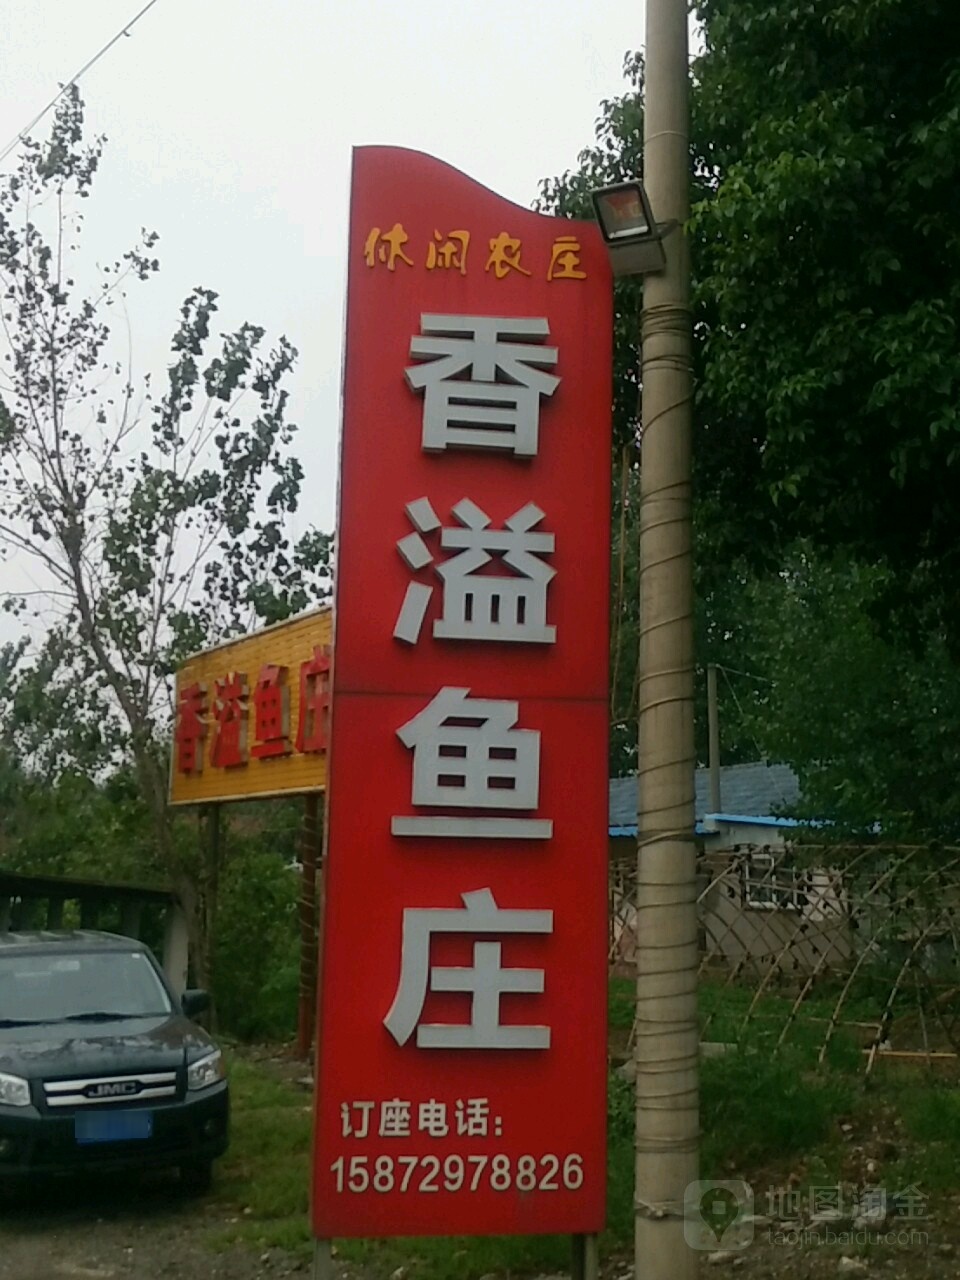 休闲农庄
香溢鱼庄
订座电话：
15872978826
香溢鱼庄
JMC
地图淘金
taojin.baidu.com